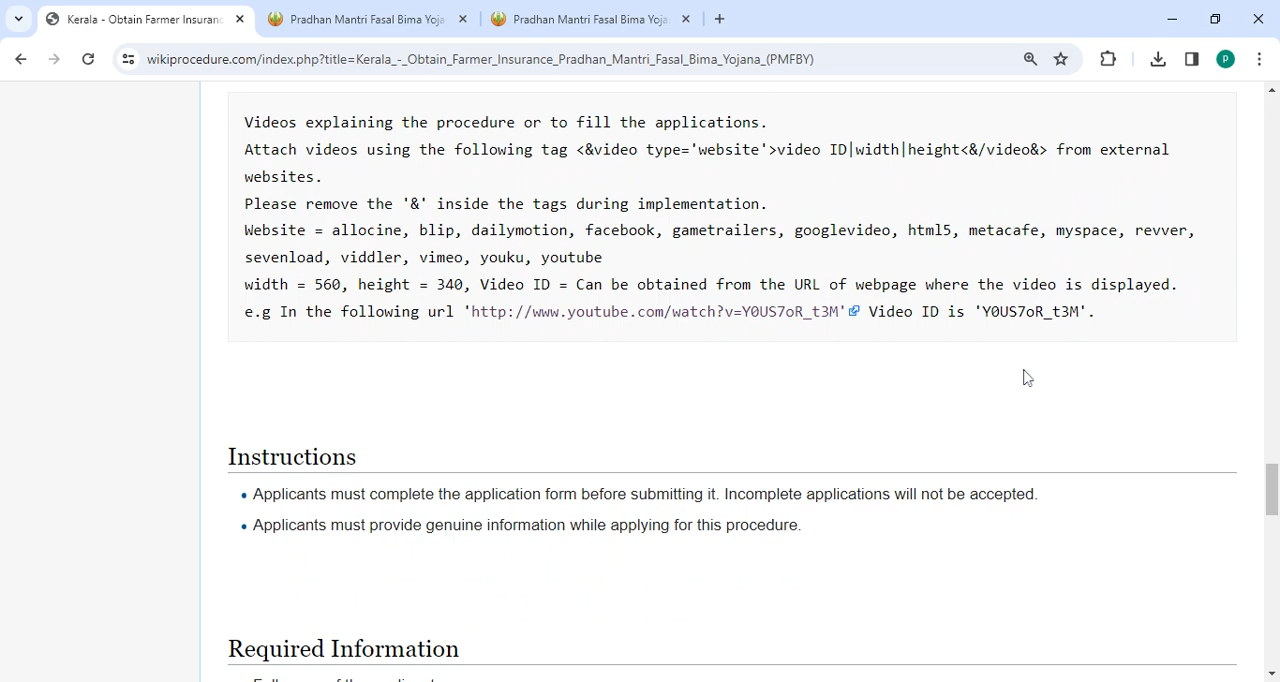 Kerala - Obtain Farmer Insuranc
Pradhan Mantri Fasal Bima Yoja
Pradhan Mantri Fasal Bima Yoja
wikiprocedure.com/index.php?title=Kerala_-_Obtain_Farmer_Insurance_Pradhan_Mantri_Fasal_Bima_Yojana_(PMFBY)
P
Videos explaining the procedure or to fill the applications.
Attach videos using the following tag <&video type='website'>video ID|width|height<&/video&> from external
websites.
Please remove the '&' inside the tags during implementation.
Website = allocine, blip, dailymotion, facebook, gametrailers, googlevideo, html5, metacafe, myspace, revver,
sevenload, viddler, vimeo, youku, youtube
width = 560, height = 340, Video ID = Can be obtained from the URL of webpage where the video is displayed.
e.g In the following url 'http://www.youtube.com/watch?v=Y0US7oR_t3M' Video ID is 'Y0US7oR_t3M'.
Instructions
Applicants must complete the application form before submitting it. Incomplete applications will not be accepted.
Applicants must provide genuine information while applying for this procedure.
Required Information